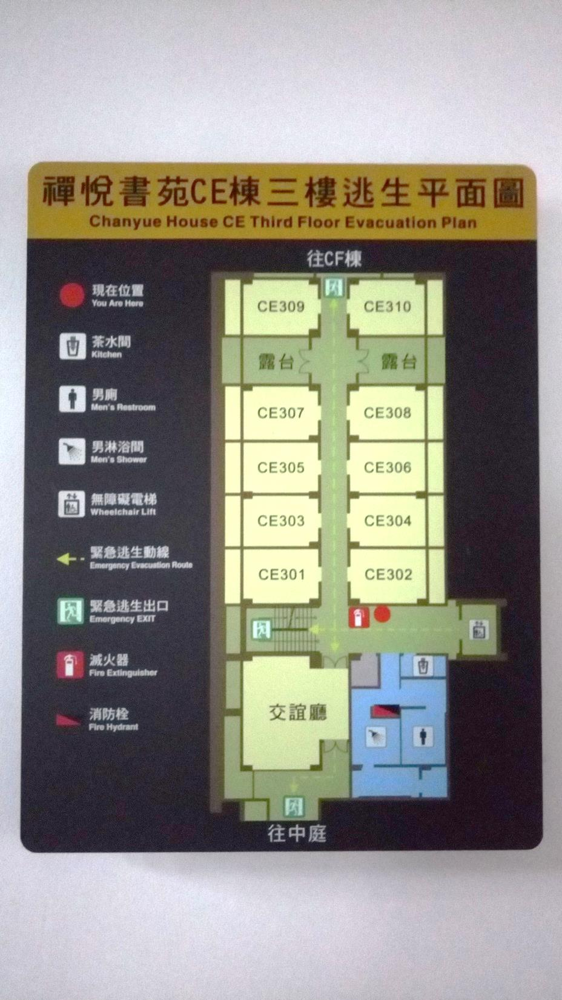 禪悅書苑CE棟三樓逃生平面圖
Chanyue House CE Third Floor Evacuation Plan
往CF棟
現在位置
You Are Here
茶水間
Kitchen
男廁
Men's Restroom
男淋浴間
Men's Shower
無障礙電梯
Wheelchair Lift
緊急逃生動線
Emergency Evacuation Route
緊急逃生出口
Emergency EXIT
滅火器
Fire Extinguisher
消防栓
Fire Hydrant
CE309
CE310
露台
露台
CE307
CE308
CE305
CE306
CE303
CE304
CE301
CE302
交誼廳
往中庭